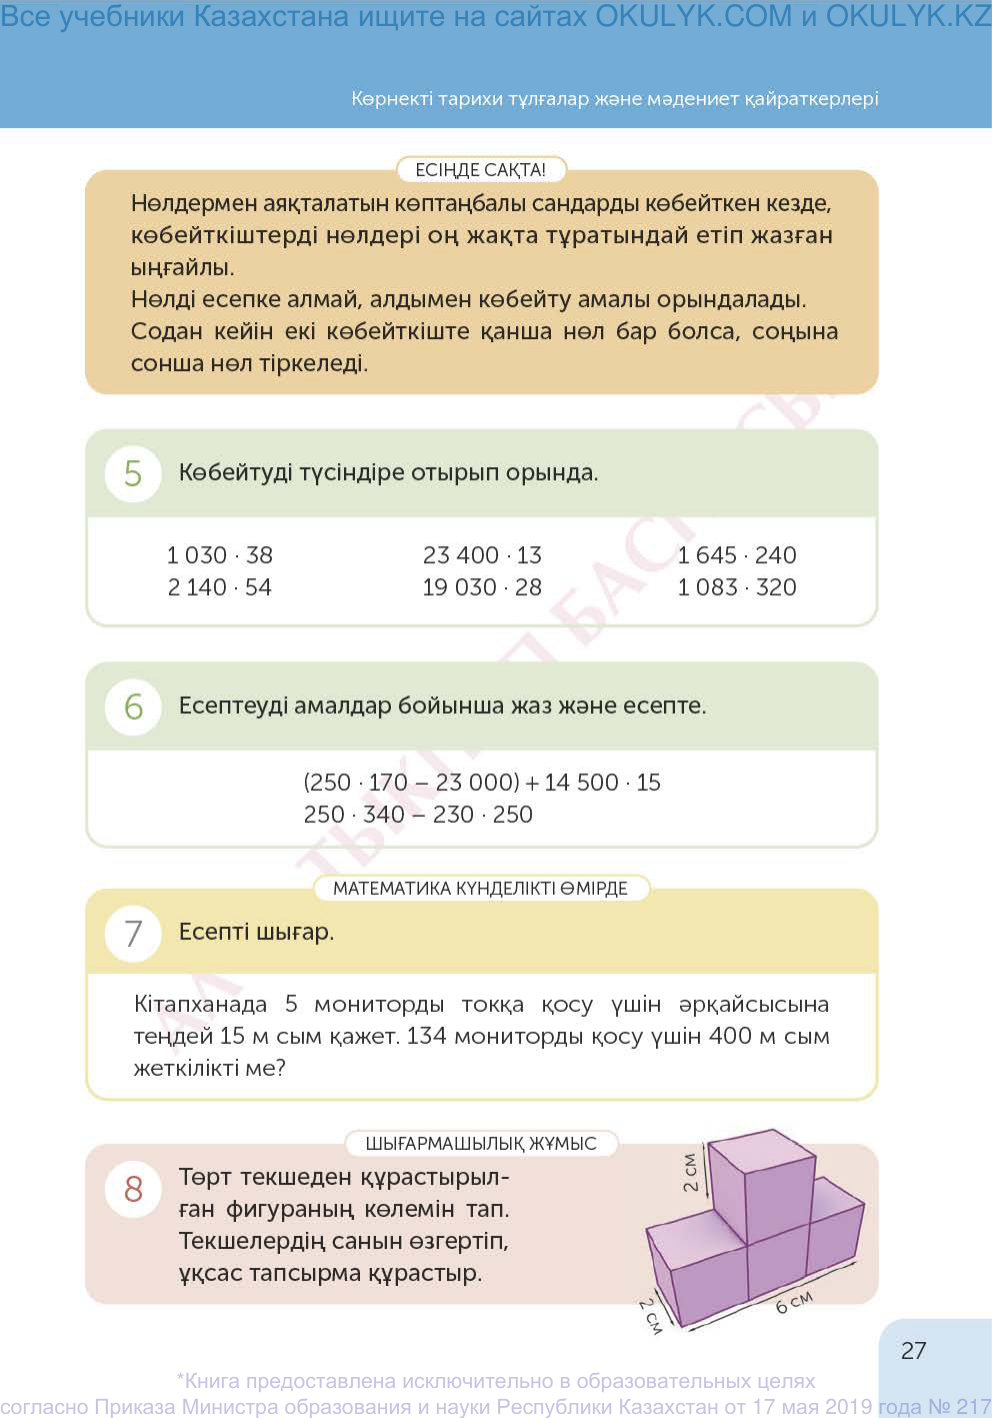 Все учебники Казахстана ищите на сайтах OKULYK.COM и OKULYK.KZ
Көрнекті тарихи тұлғалар және мәдениет қайраткерлері
ЕСІҢДЕ САҚТА!
Нөлдермен аяқталатын көптаңбалы сандарды көбейткен кезде,
көбейткіштерді нөлдері оң жақта тұратындай етіп жазған
ыңғайлы.
Нөлді есепке алмай, алдымен көбейту амалы орындалады.
Содан кейін екі көбейткіште қанша нөл бар болса, соңына
сонша нөл тіркеледі.
5 Көбейтуді түсіндіре отырып орында.
1 030 · 38 23 400 · 13 1 645 · 240
2 140 · 54 19 030 · 28 1 083 · 320
6 Есептеуді амалдар бойынша жаз және есепте.
(250 · 170 – 23 000) + 14 500 · 15
250 · 340 – 230 · 250
МАТЕМАТИКА КҮНДЕЛІКТІ ӨМІРДЕ
7 Есепті шығар.
Кітапханада 5 мониторды токқа қосу үшін әрқайсысына
теңдей 15 м сым қажет. 134 мониторды қосу үшін 400 м сым
жеткілікті ме?
ШЫҒАРМАШЫЛЫҚ ЖҰМЫС
8 Төрт текшеден құрастырыл-
ған фигураның көлемін тап.
Текшелердің санын өзгертіп,
ұқсас тапсырма құрастыр.
2 см
2 см
6 см
27
*Книга предоставлена исключительно в образовательных целях
согласно Приказа Министра образования и науки Республики Казахстан от 17 мая 2019 года № 217